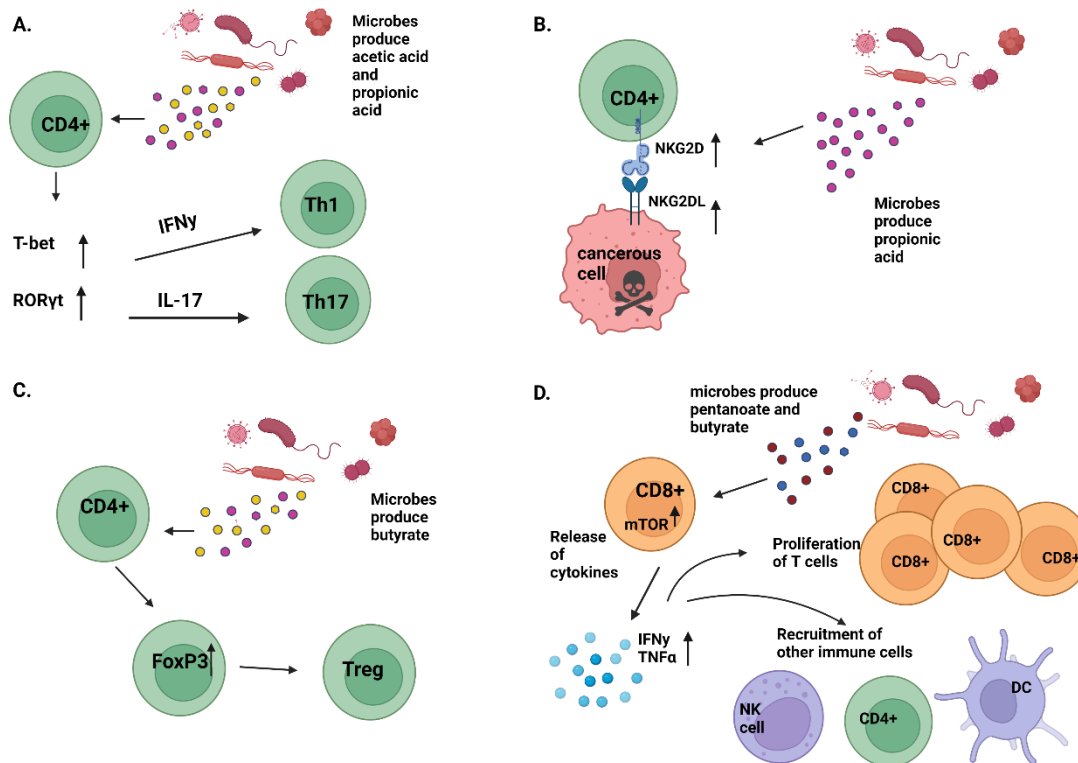 A.
Microbes
produce
acetic acid
and
propionic
acid
CD4+
T-bet
RORγt
IFNy
IL-17
Th1
Th17
B.
CD4+
NKG2D
NKG2DL
cancerous
cell
Microbes
produce
propionic
acid
C.
CD4+
Microbes
produce
butyrate
FoxP3
Treg
D.
microbes produce
pentanoate and
butyrate
CD8+
mTOR
Release
of
cytokines
Proliferation
of T cells
CD8+
CD8+
CD8+
CD8+
IFNy
TNFα
Recruitment of
other immune cells
NK
cell
CD4+
DC